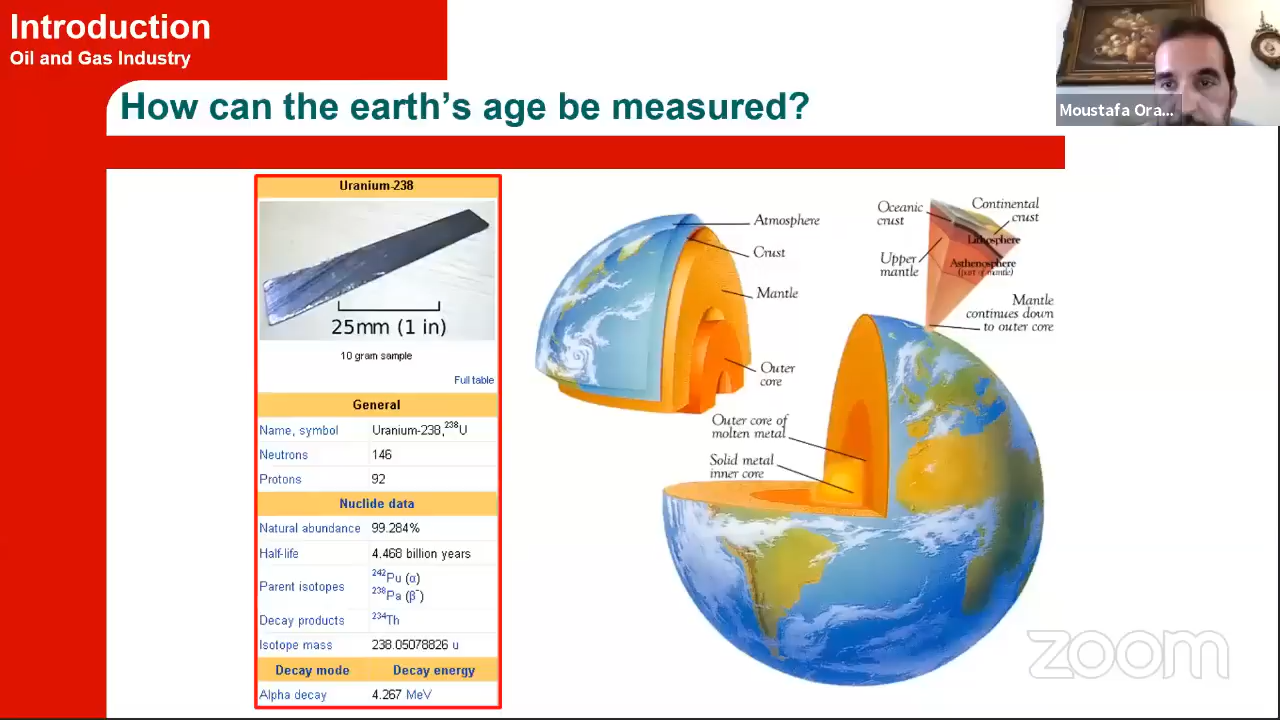 Introduction
Oil and Gas Industry
How can the earth's age be measured?
Moustafa Ora...
Uranium-238
25mm (1 in)
10 gram sample
Full table
General
Name, symbol Uranium-238,²³⁸U
Neutrons 146
Protons 92
Nuclide data
Natural abundance 99.284%
Half-life 4.468 billion years
Parent isotopes ²⁴²Pu (α)
²³⁸Pa (β⁻)
Decay products ²³⁴Th
Isotope mass 238.05078826 u
Decay mode Decay energy
Alpha decay 4.267 MeV
Atmosphere
Crust
Mantle
Outer
core
Oceanic
crust
Continental
crust
Lithosphere
Upper
mantle
Asthenosphere
(part of mantle)
Mantle
continues down
to outer core
Outer core of
molten metal
Solid metal
inner core
zoom